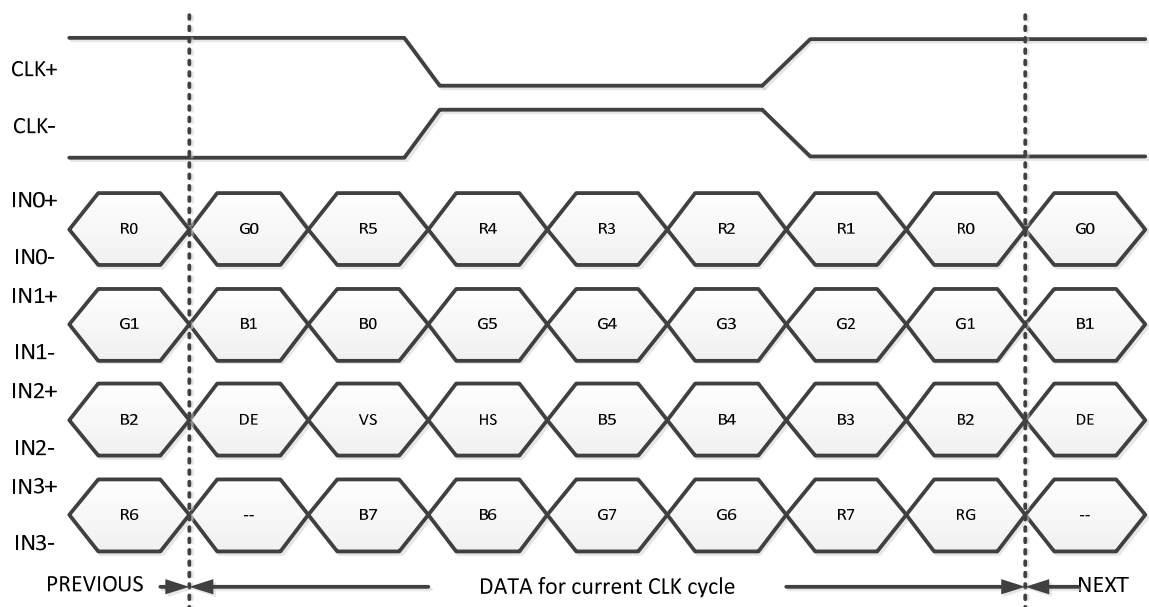 CLK+
CLK-
IN0+
R0 G0 R5 R4 R3 R2 R1 R0 G0
IN0-
IN1+
G1 B1 B0 G5 G4 G3 G2 G1 B1
IN1-
IN2+
B2 DE VS HS B5 B4 B3 B2 DE
IN2-
IN3+
R6 -- B7 B6 G7 G6 R7 RG --
IN3-
PREVIOUS DATA for current CLK cycle NEXT